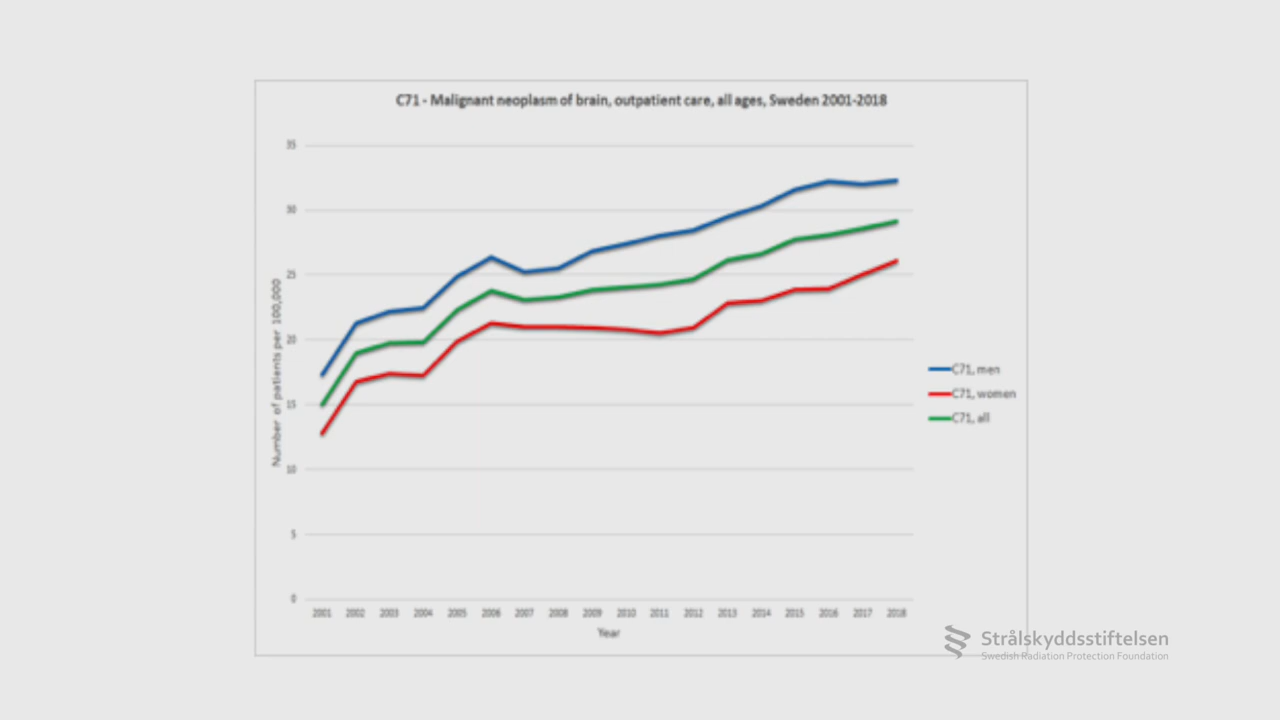 C71 - Malignant neoplasm of brain, outpatient care, all ages, Sweden 2001-2018
35
30
25
20
15
10
5
0
Number of patients per 100,000
2001 2002 2003 2004 2005 2006 2007 2008 2009 2010 2011 2012 2013 2014 2015 2016 2017 2018
Year
C71, men
C71, women
C71, all
Strålskyddsstiftelsen
Swedish Radiation Protection Foundation